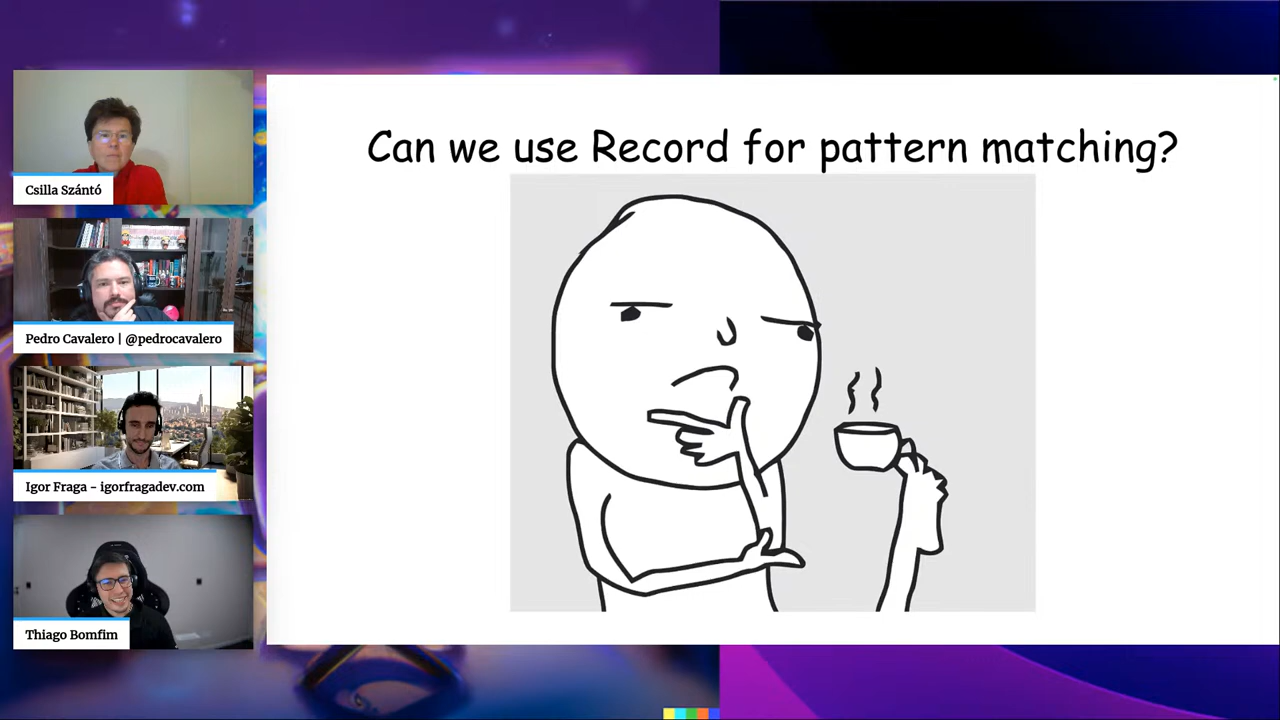 Can we use Record for pattern matching?
Csilla Szántó
Pedro Cavalero | @pedrocavalero
Igor Fraga - igorfragadev.com
Thiago Bomfim